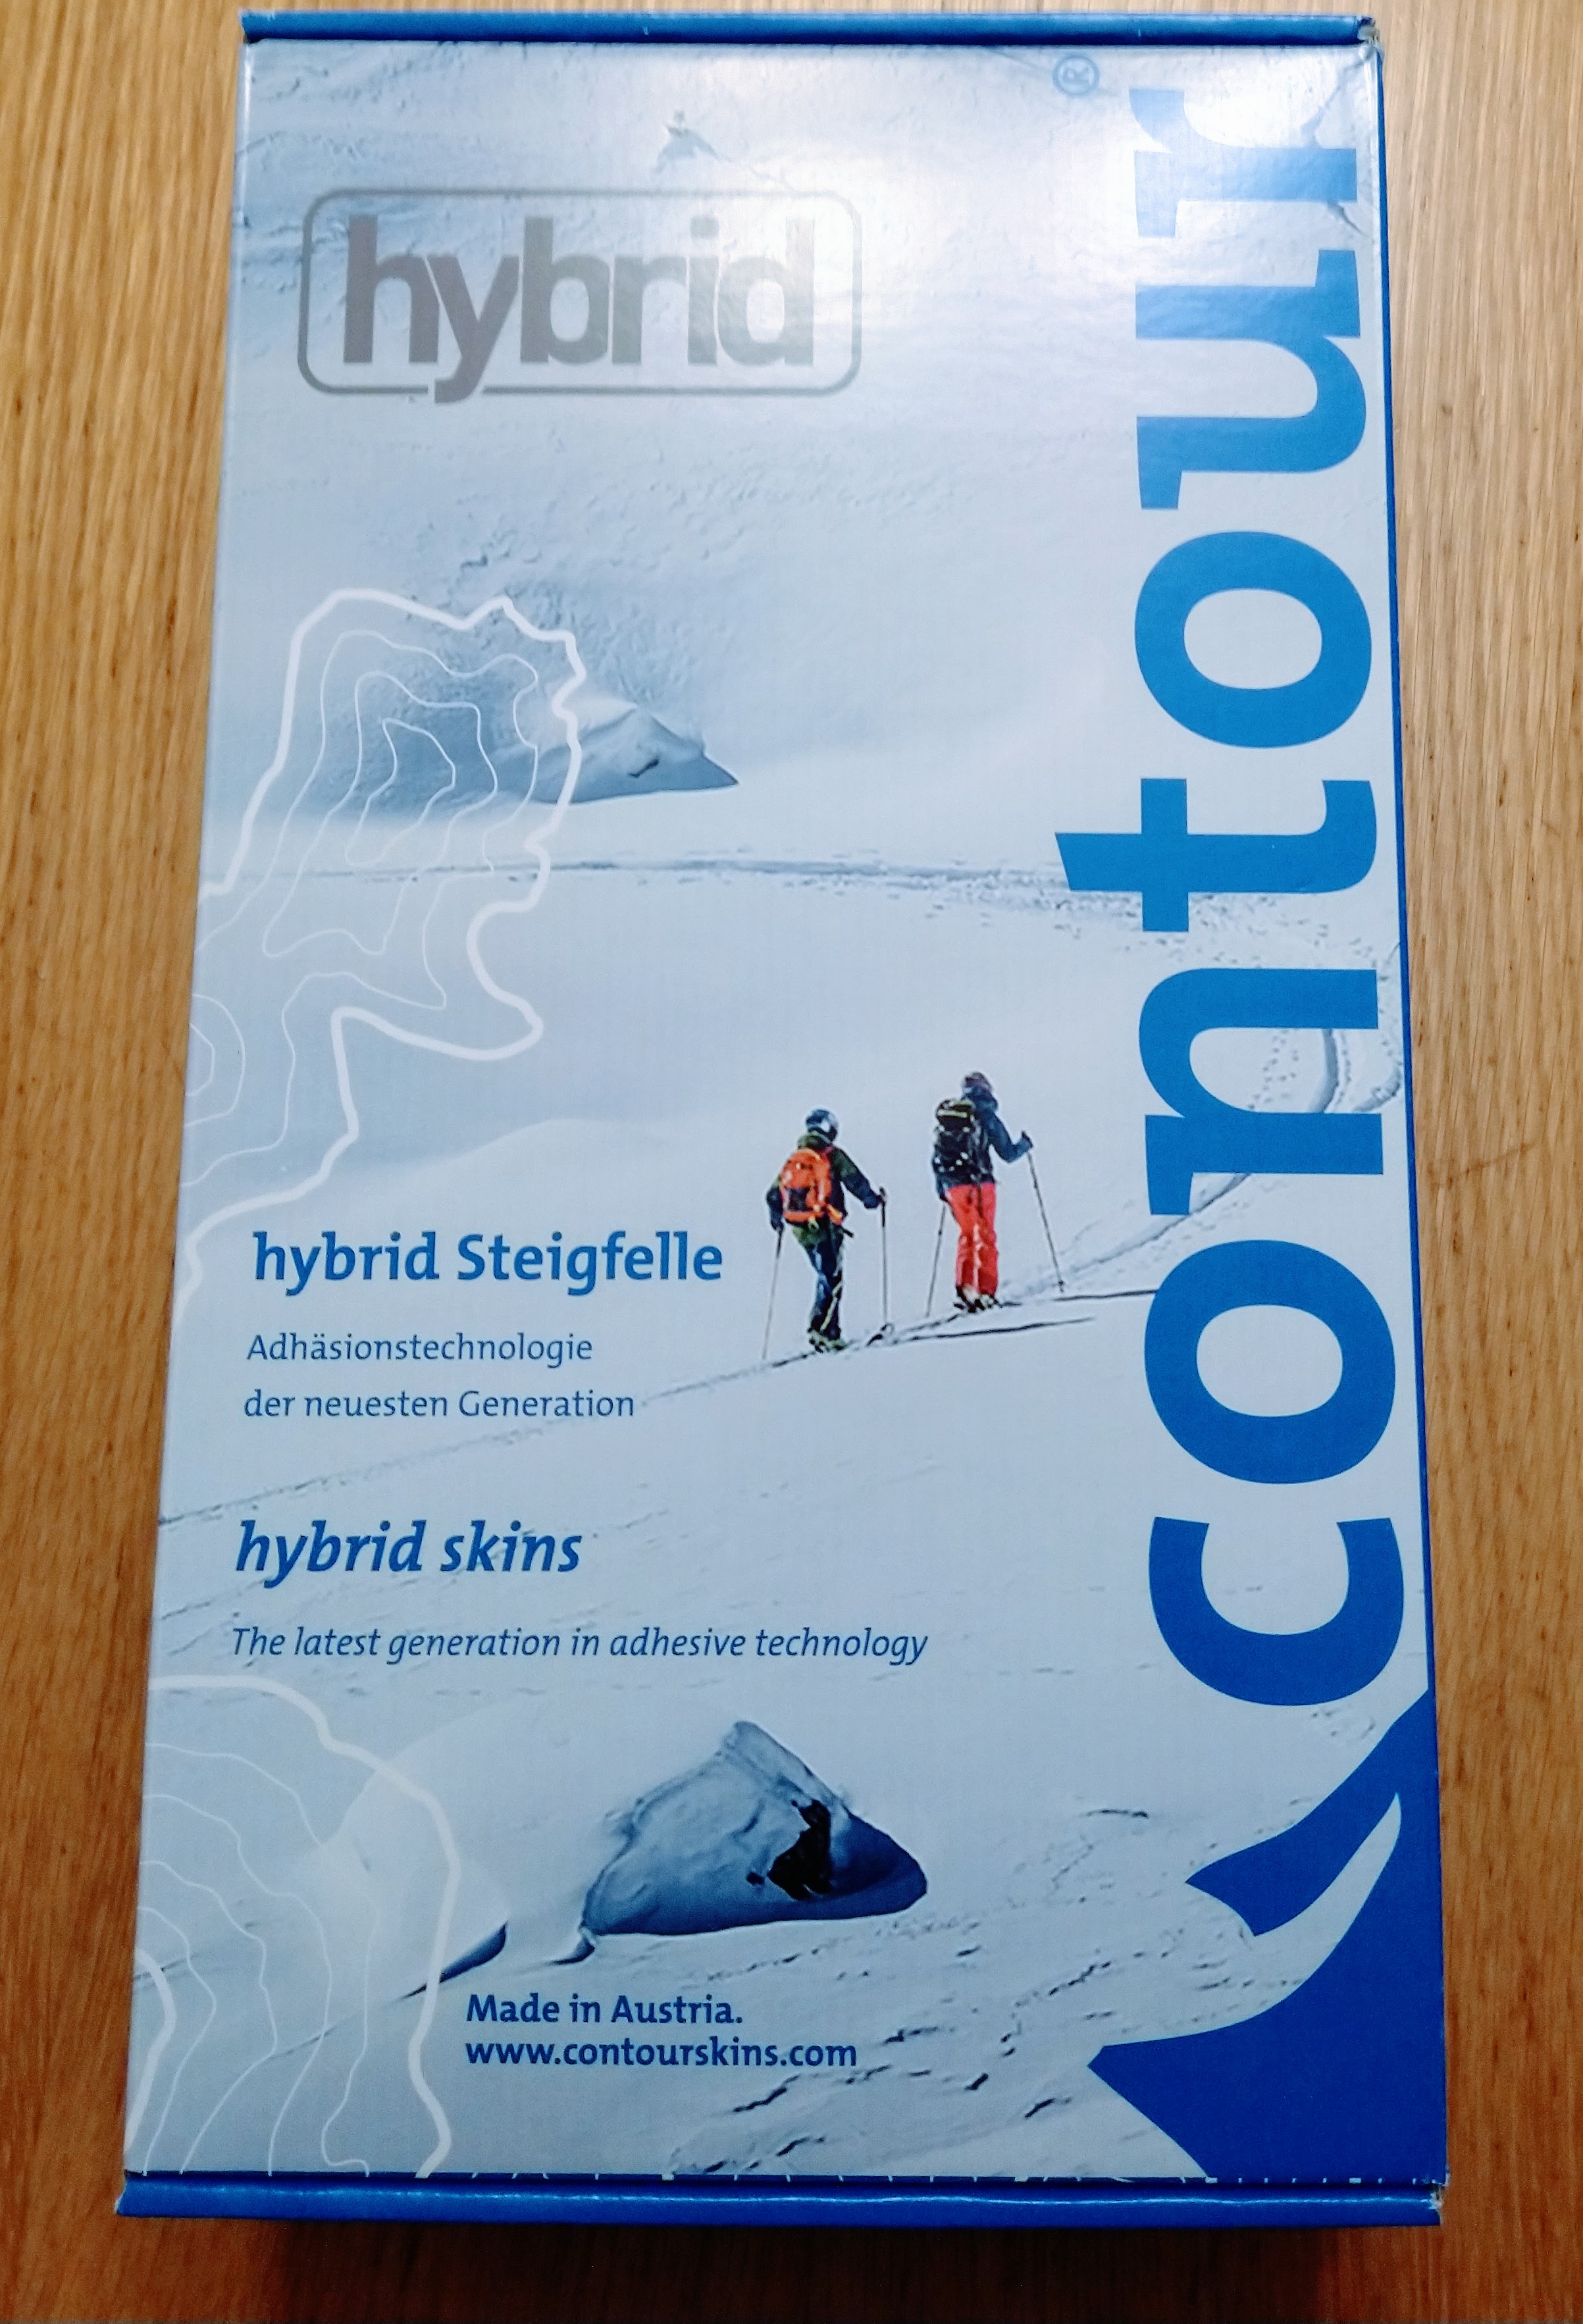 hybrid
contour®
hybrid Steigfelle
Adhäsionstechnologie
der neuesten Generation
hybrid skins
The latest generation in adhesive technology
Made in Austria.
www.contourskins.com